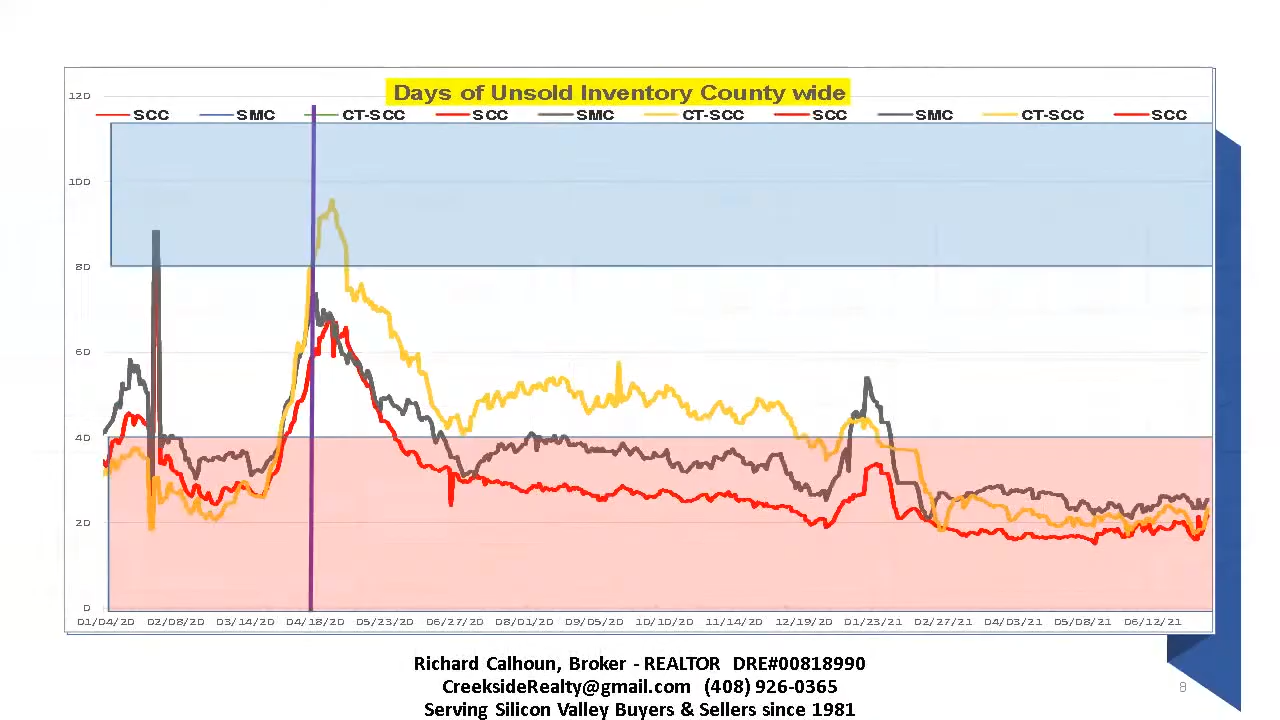 Days of Unsold Inventory County wide
120
SCC SMC CT-SCC SCC SMC CT-SCC SCC SMC CT-SCC SCC
100
80
60
40
20
0
01/04/20 02/08/20 03/14/20 04/18/20 05/23/20 06/27/20 08/01/20 09/05/20 10/10/20 11/14/20 12/19/20 01/23/21 02/27/21 04/03/21 05/08/21 06/12/21
Richard Calhoun, Broker - REALTOR DRE#00818990
CreeksideRealty@gmail.com (408) 926-0365
8
Serving Silicon Valley Buyers & Sellers since 1981